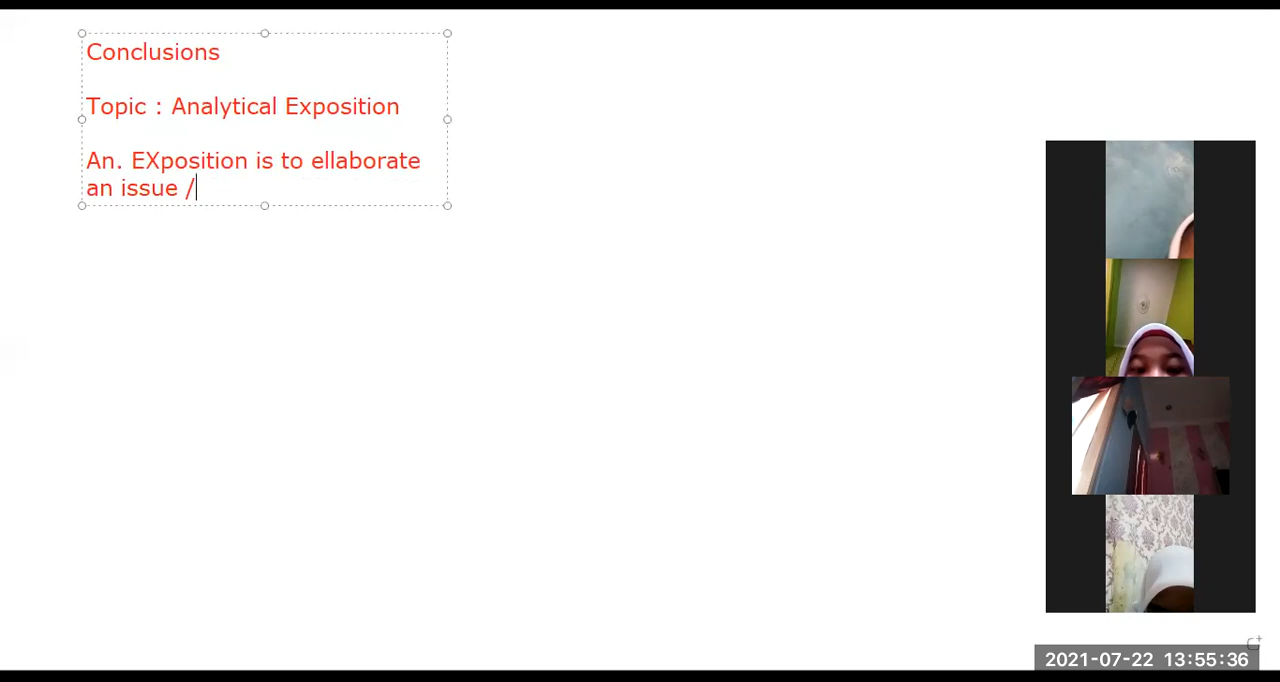 Conclusions
Topic : Analytical Exposition
An. EXposition is to ellaborate
an issue /
2021-07-22 13:55:36